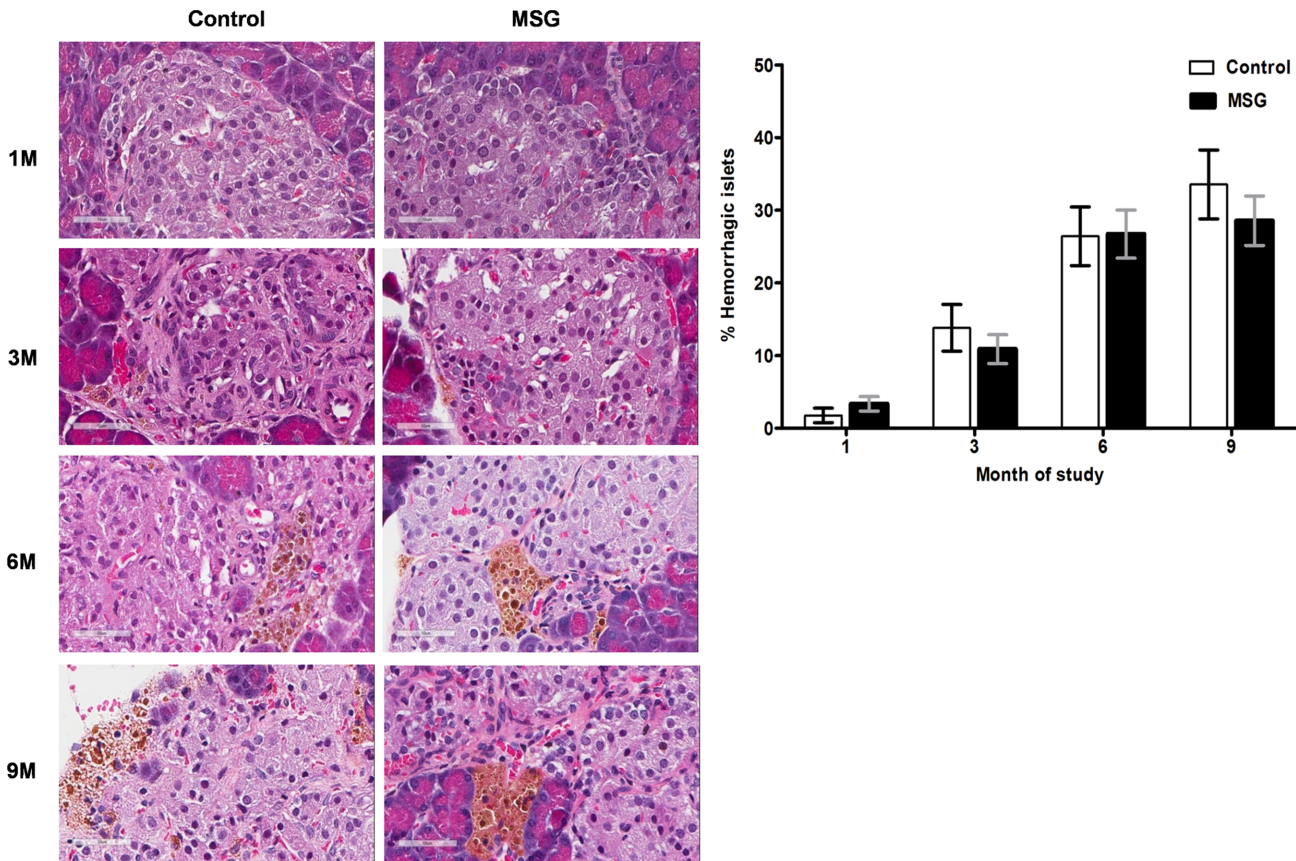 Control MSG
1M
3M
6M
9M
Control
MSG
50
40
30
20
10
0
% Hemorrhagic islets
1 3 6 9
Month of study